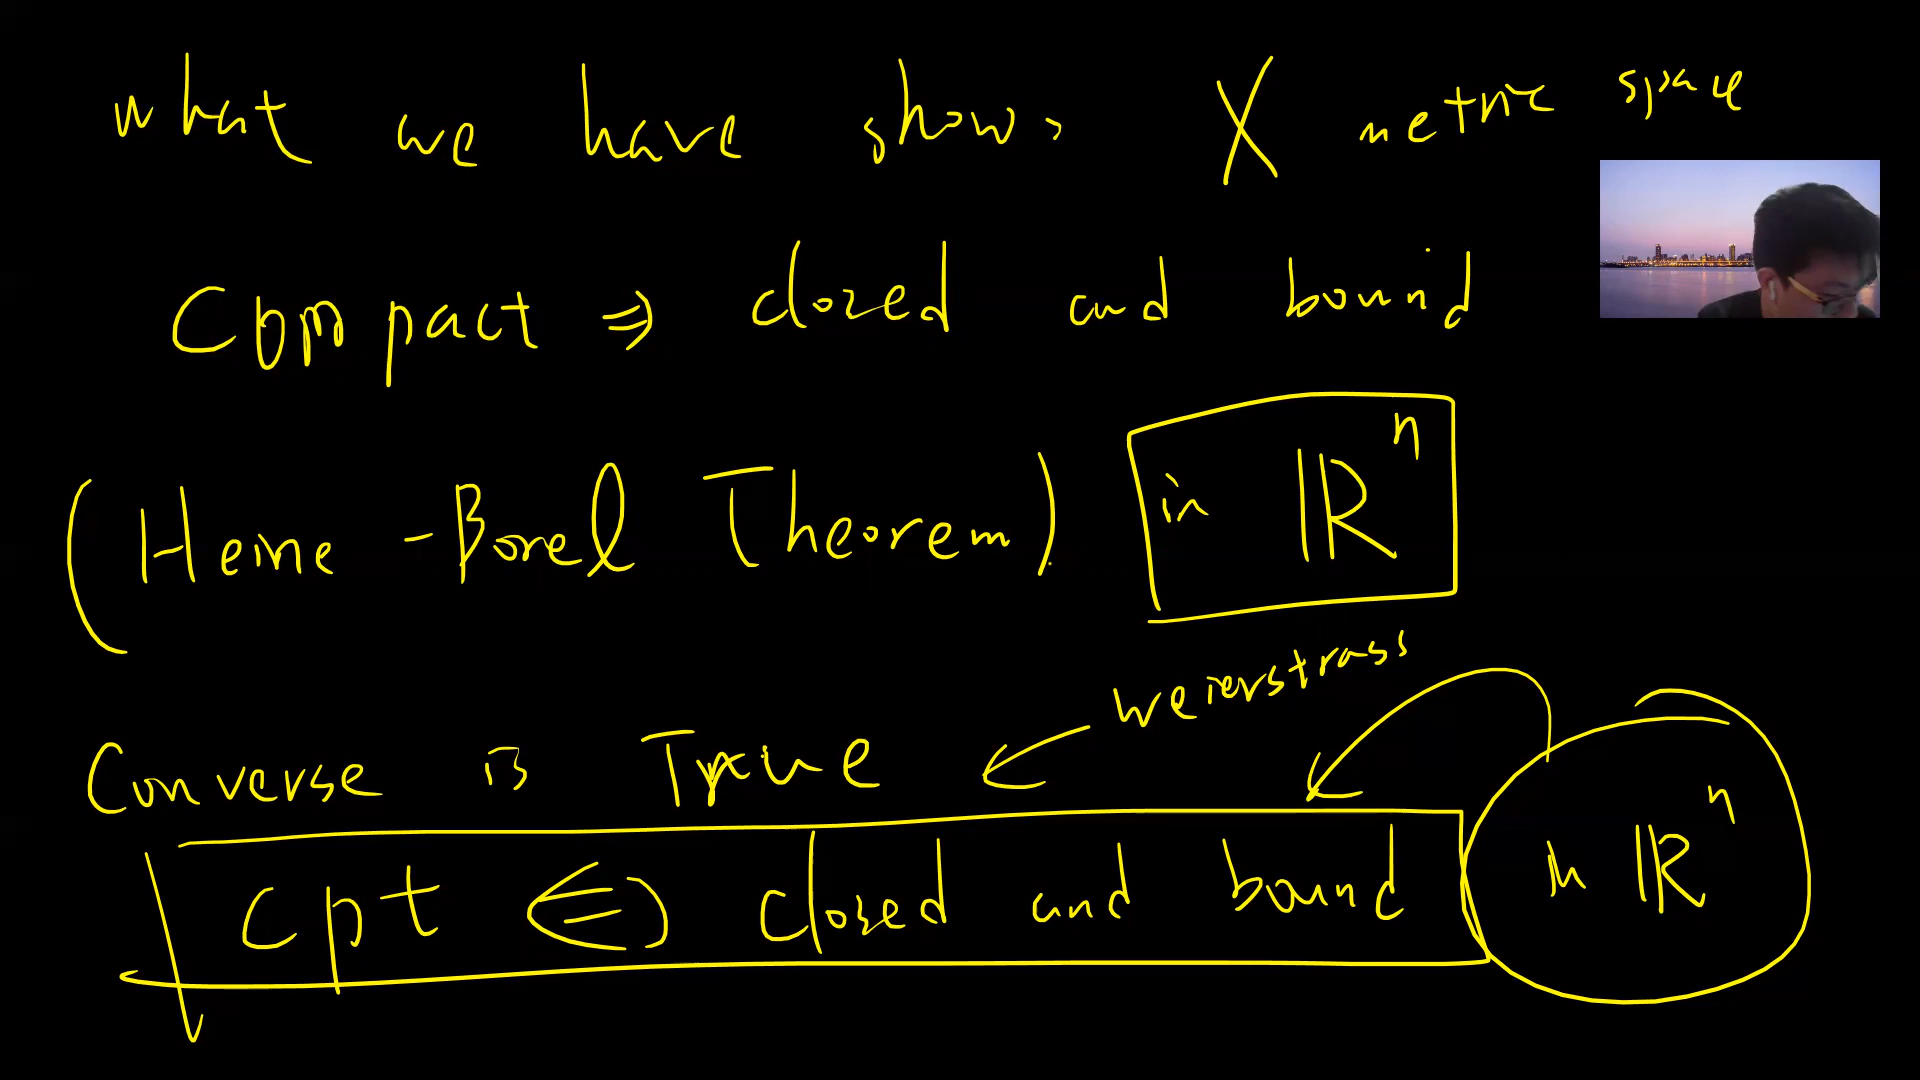 what we have show, X metric space
Compact ⇒ closed and bound
(Heine-Borel Theorem) in ℝⁿ
weierstrass
Converse is True ←
Cpt ⇔ closed and bound in ℝⁿ